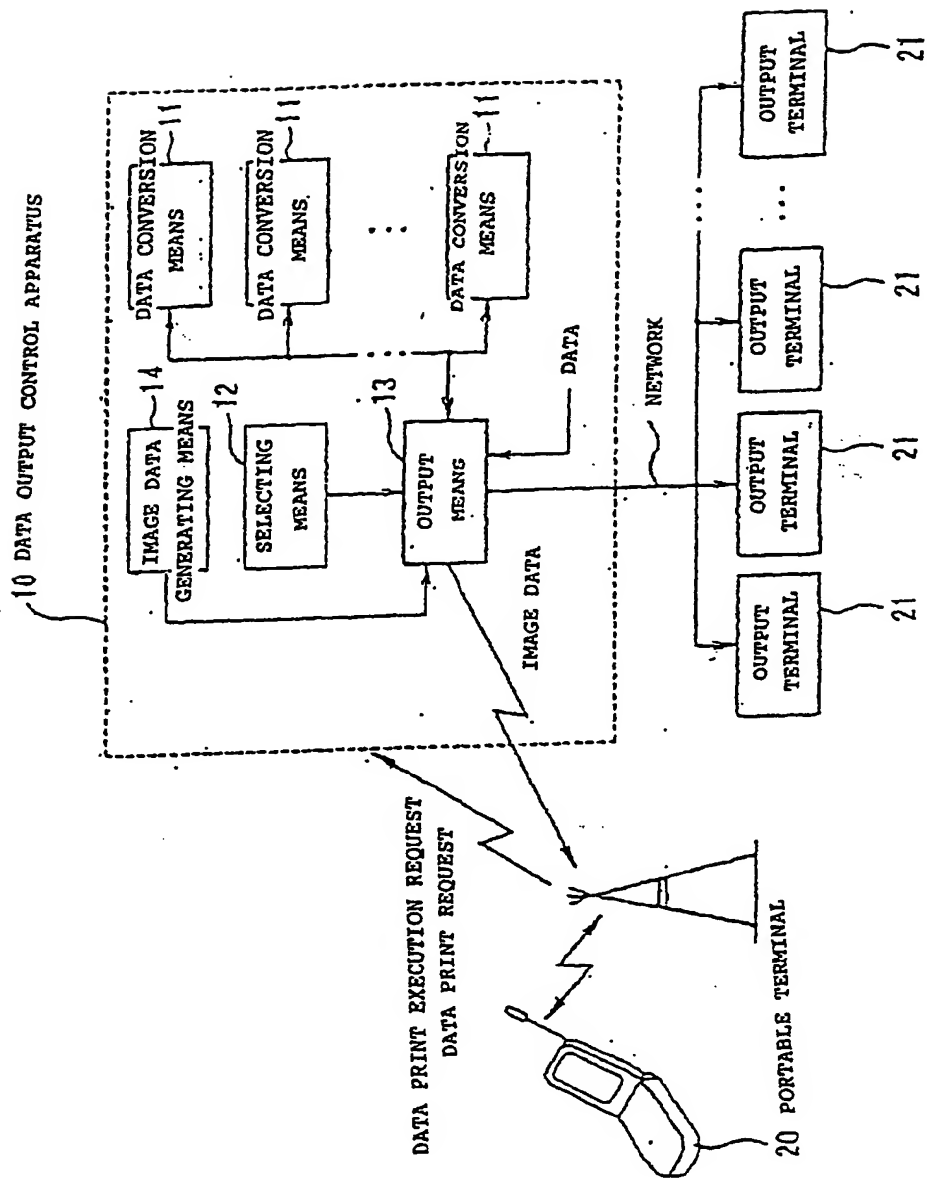 10 DATA OUTPUT CONTROL APPARATUS
14
IMAGE DATA
GENERATING MEANS
12
SELECTING
MEANS
13
OUTPUT
MEANS
DATA CONVERSION
MEANS
11
DATA CONVERSION
MEANS.
11
...
DATA CONVERSION
MEANS
11
DATA
IMAGE DATA
NETWORK
DATA PRINT EXECUTION REQUEST
DATA PRINT REQUEST
20 PORTABLE TERMINAL
OUTPUT
TERMINAL
21
OUTPUT
TERMINAL
21
OUTPUT
TERMINAL
21
...
OUTPUT
TERMINAL
21